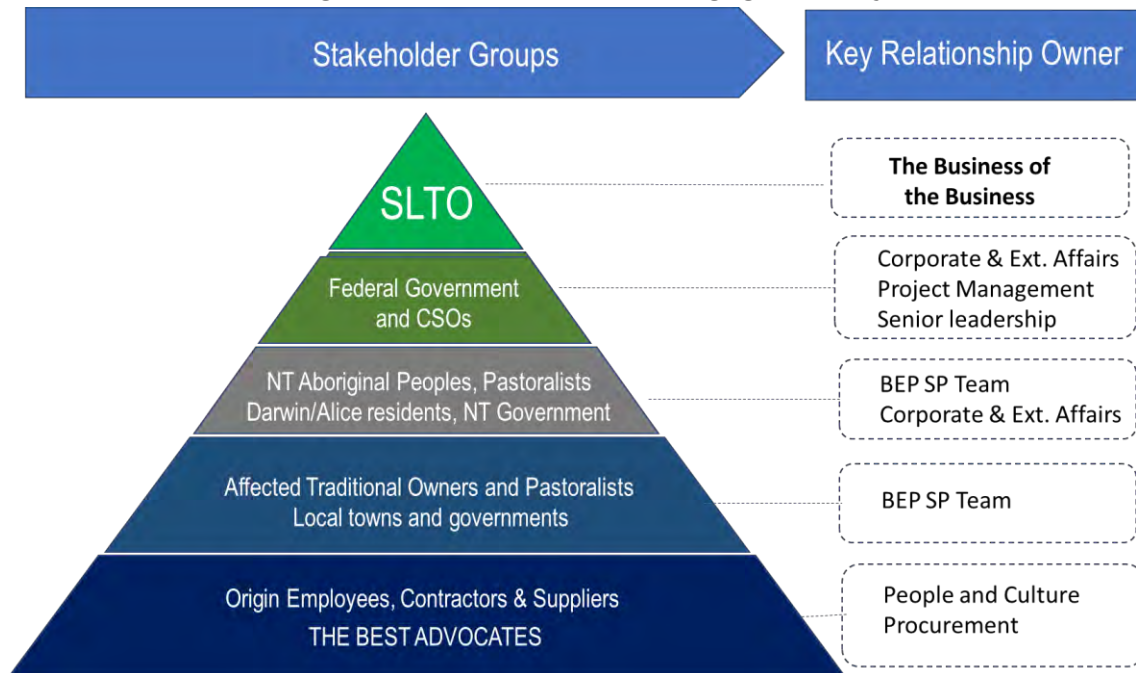 Stakeholder Groups
Key Relationship Owner
SLTO
The Business of
the Business
Federal Government
and CSOs
Corporate & Ext. Affairs
Project Management
Senior leadership
NT Aboriginal Peoples, Pastoralists
Darwin/Alice residents, NT Government
BEP SP Team
Corporate & Ext. Affairs
Affected Traditional Owners and Pastoralists
Local towns and governments
BEP SP Team
Origin Employees, Contractors & Suppliers
THE BEST ADVOCATES
People and Culture
Procurement